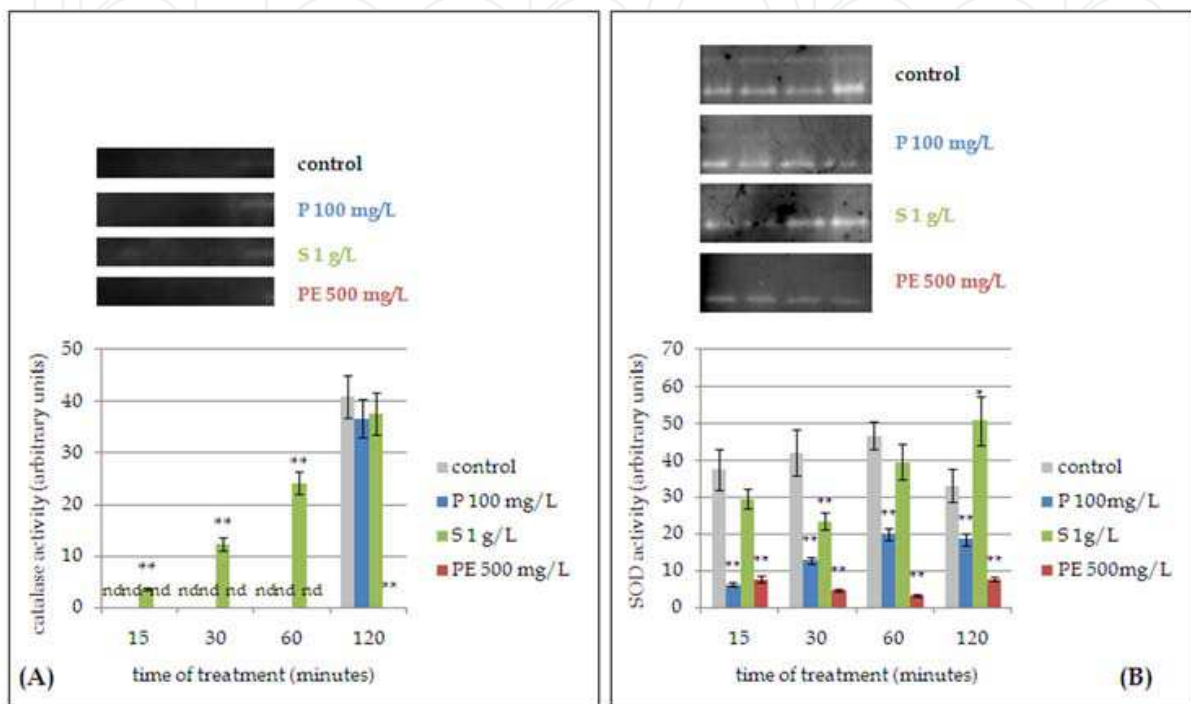 control
P 100 mg/L
S 1 g/L
PE 500 mg/L
catalase activity (arbitrary units)
50
40
30
20
10
0
**
**
**
**
nd nd nd nd nd nd nd nd nd
15 30 60 120
time of treatment (minutes)
control
P 100 mg/L
S 1 g/L
PE 500 mg/L
(A)
control
P 100 mg/L
S 1 g/L
PE 500 mg/L
SOD activity (arbitrary units)
70
60
50
40
30
20
10
0
** ** ** ** ** ** ** * ** **
15 30 60 120
time of treatment (minutes)
control
P 100mg/L
S 1g/L
PE 500mg/L
(B)